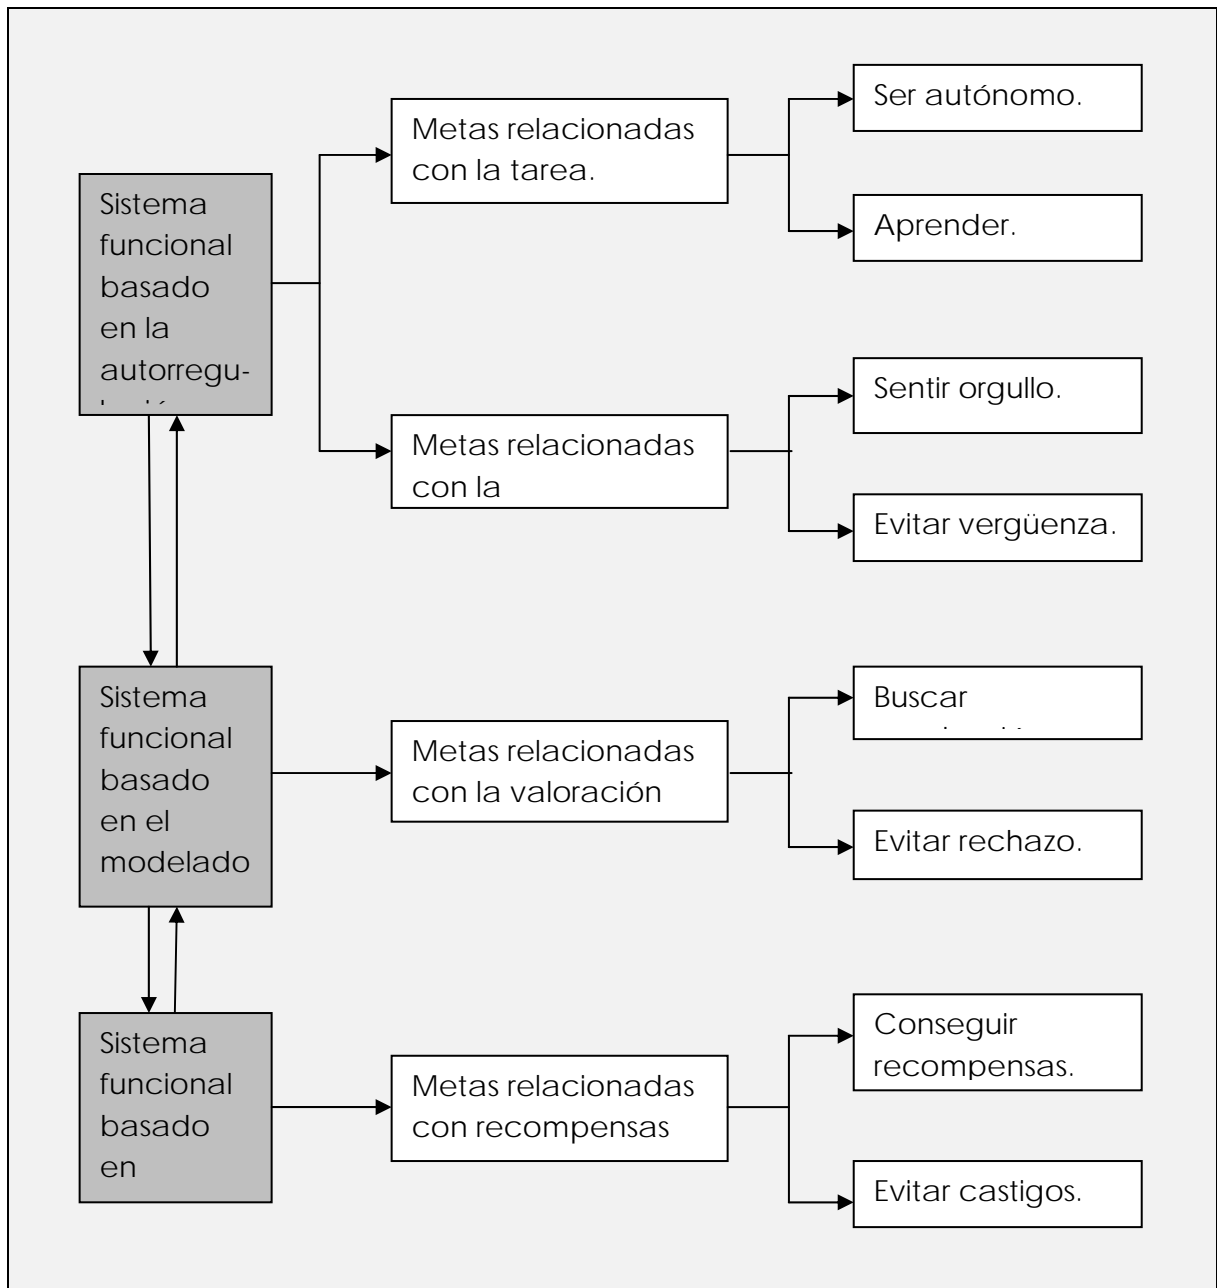 Sistema
funcional
basado
en la
autorregu-
Metas relacionadas
con la tarea.
Ser autónomo.
Aprender.
Metas relacionadas
con la
Sentir orgullo.
Evitar vergüenza.
Sistema
funcional
basado
en el
modelado
Metas relacionadas
con la valoración
Buscar
Evitar rechazo.
Sistema
funcional
basado
en
Metas relacionadas
con recompensas
Conseguir
recompensas.
Evitar castigos.